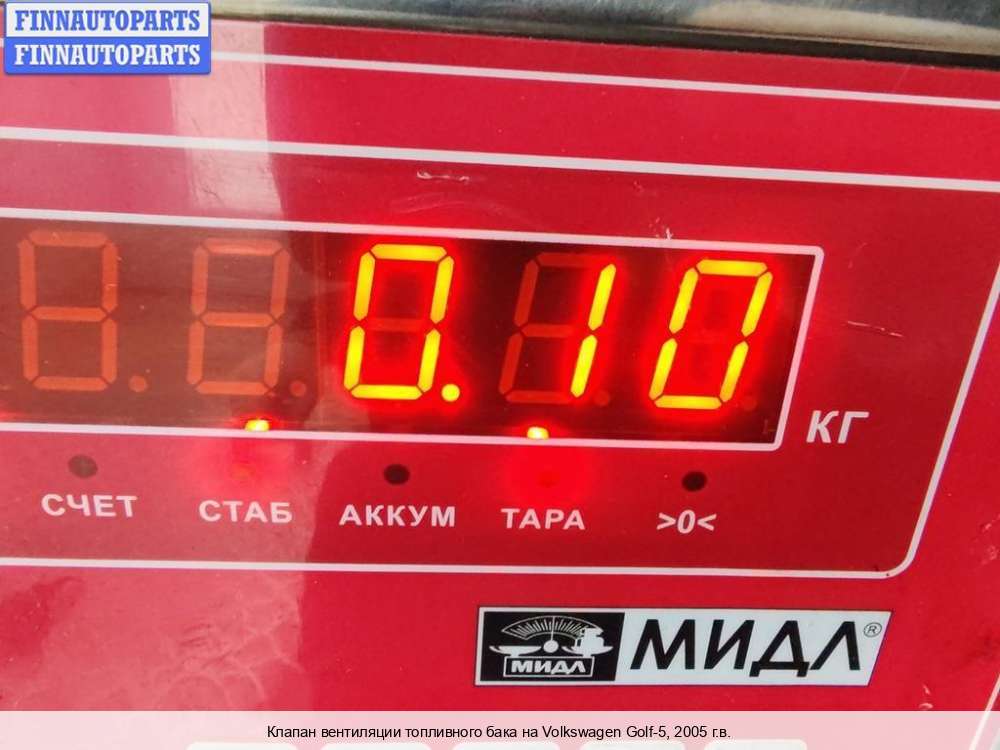 FINNAUTOPARTS
FINNAUTOPARTS
0.10
КГ
СЧЕТ СТАБ АККУМ ТАРА >0<
МИДЛ МИДЛ®
Клапан вентиляции топливного бака на Volkswagen Golf-5, 2005 г.в.